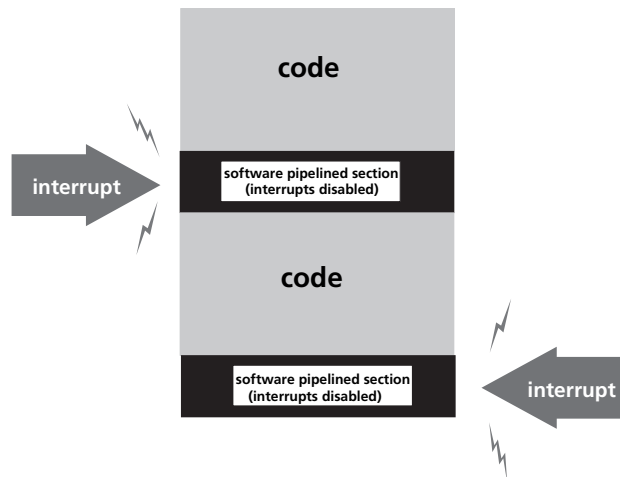 code
interrupt
software pipelined section
(interrupts disabled)
code
software pipelined section
(interrupts disabled)
interrupt